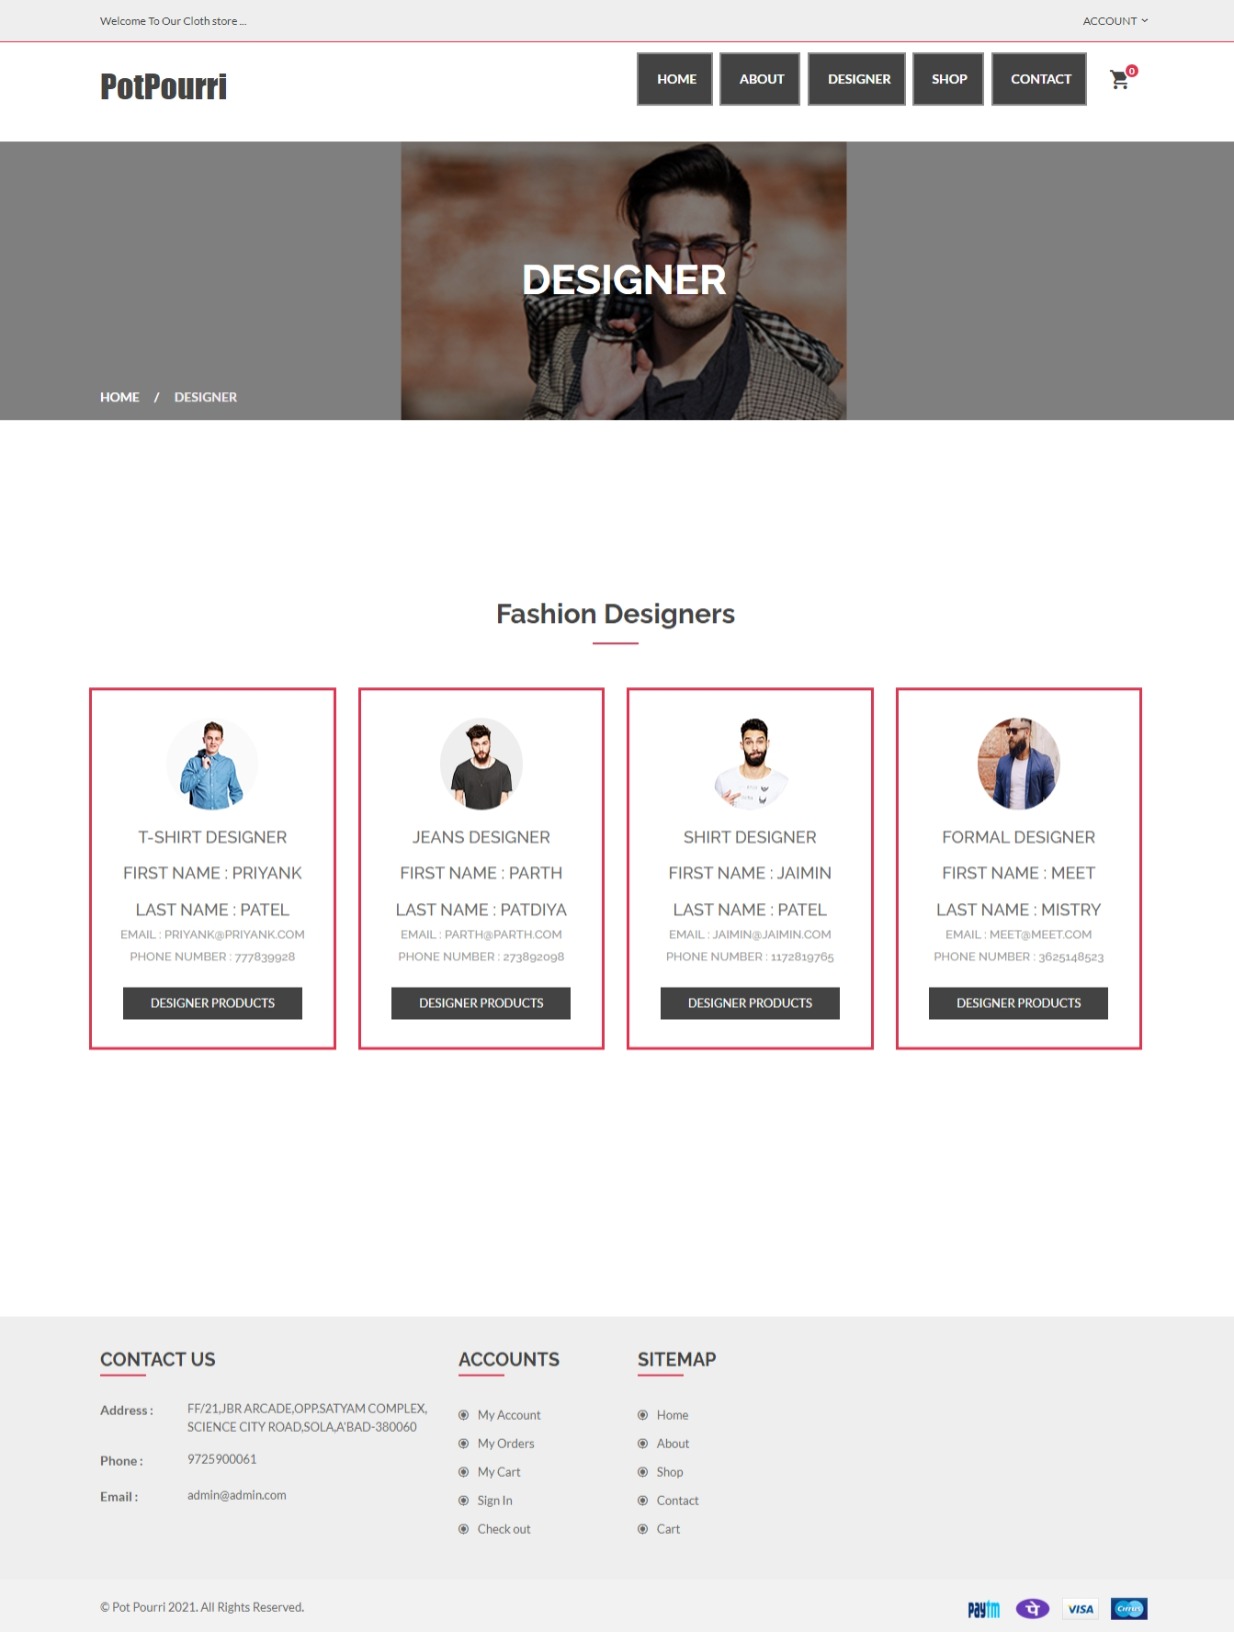 Welcome To Our Cloth store ...
ACCOUNT
PotPourri
HOME
ABOUT
DESIGNER
SHOP
CONTACT
0
DESIGNER
HOME / DESIGNER
Fashion Designers
T-SHIRT DESIGNER
FIRST NAME : PRIYANK
LAST NAME : PATEL
EMAIL : PRIYANK@PRIYANK.COM
PHONE NUMBER : 777839928
DESIGNER PRODUCTS
JEANS DESIGNER
FIRST NAME : PARTH
LAST NAME : PATDIYA
EMAIL : PARTH@PARTH.COM
PHONE NUMBER : 273892098
DESIGNER PRODUCTS
SHIRT DESIGNER
FIRST NAME : JAIMIN
LAST NAME : PATEL
EMAIL : JAIMIN@JAIMIN.COM
PHONE NUMBER : 1172819765
DESIGNER PRODUCTS
FORMAL DESIGNER
FIRST NAME : MEET
LAST NAME : MISTRY
EMAIL : MEET@MEET.COM
PHONE NUMBER : 3625148523
DESIGNER PRODUCTS
CONTACT US
Address :
FF/21,JBR ARCADE,OPP.SATYAM COMPLEX,
SCIENCE CITY ROAD,SOLA,A'BAD-380060
Phone :
9725900061
Email :
admin@admin.com
ACCOUNTS
My Account
My Orders
My Cart
Sign In
Check out
SITEMAP
Home
About
Shop
Contact
Cart
© Pot Pourri 2021. All Rights Reserved.
paytm
पे
VISA
Cirrus